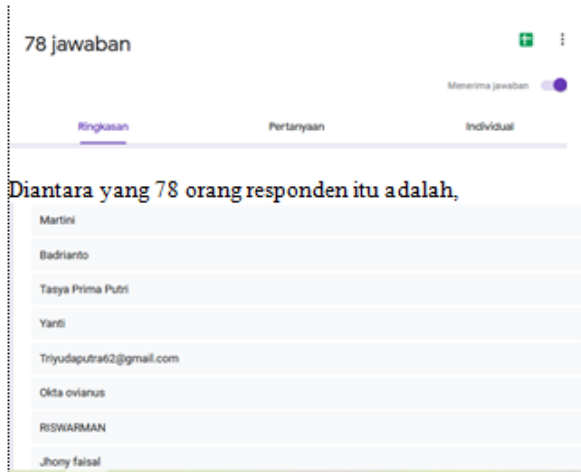 78 jawaban
Menerima jawaban
Ringkasan Pertanyaan Individual
Diantara yang 78 orang responden itu adalah,
Martini
Badrianto
Tasya Prima Putri
Yanti
Triyudaputra62@gmail.com
Okta ovianus
RISWARMAN
Jhony faisal